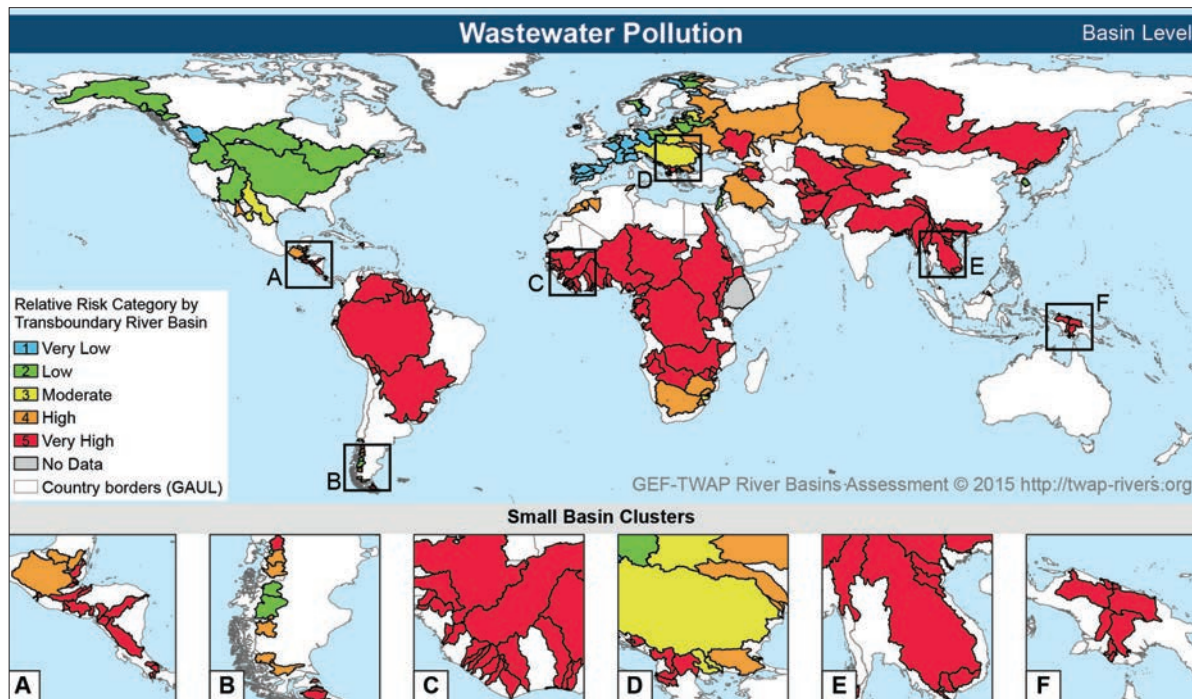 Wastewater Pollution
Basin Level
A
B
C
D
E
F
Relative Risk Category by
Transboundary River Basin
1 Very Low
2 Low
3 Moderate
4 High
5 Very High
No Data
Country borders (GAUL)
GEF-TWAP River Basins Assessment © 2015 http://twap-rivers.org
Small Basin Clusters
A
B
C
D
E
F